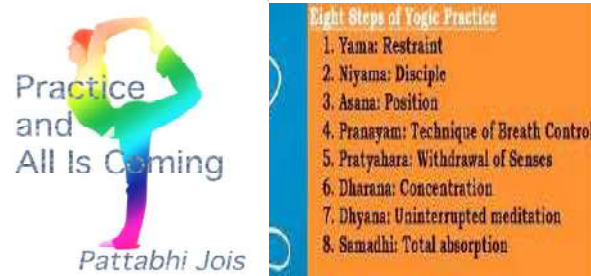 Practice
and
All Is Coming
Pattabhi Jois
Eight Steps of Yogic Practice
1. Yama: Restraint
2. Niyama: Disciple
3. Asana: Position
4. Pranayam: Technique of Breath Control
5. Pratyahara: Withdrawal of Senses
6. Dharana: Concentration
7. Dhyana: Uninterrupted meditation
8. Samadhi: Total absorption